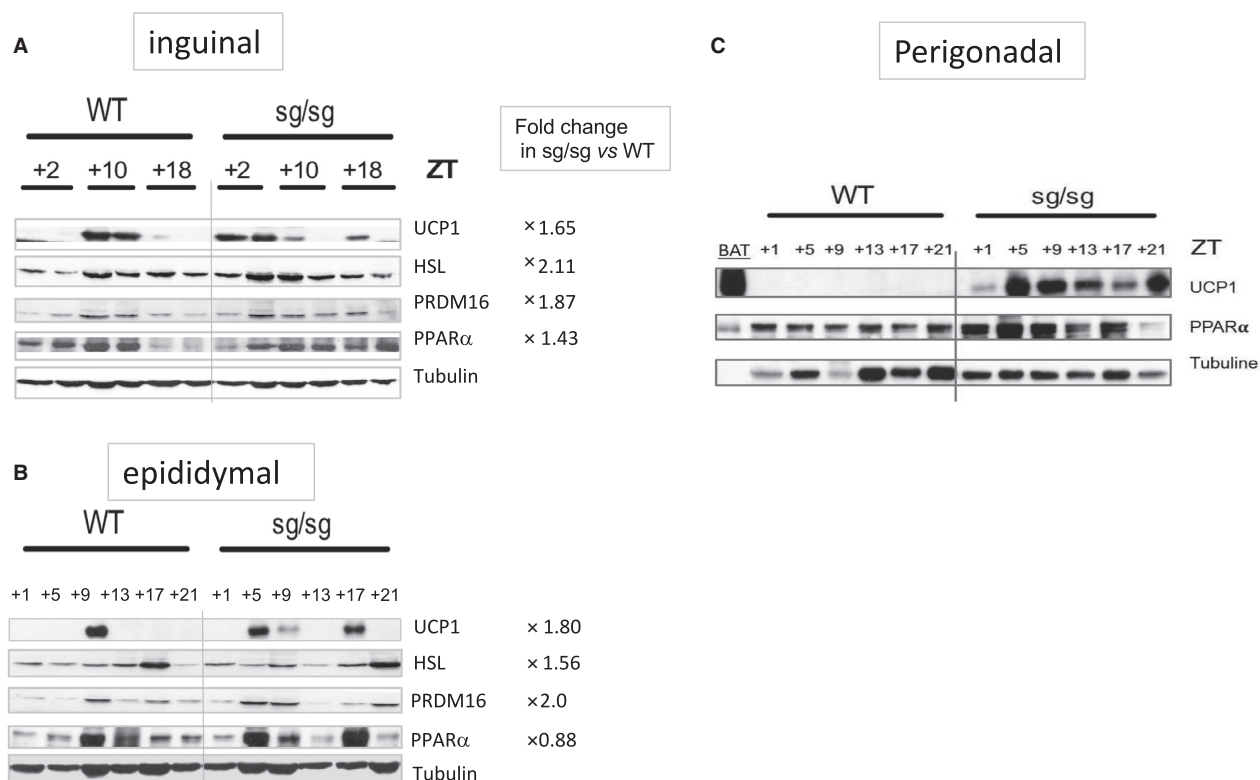 A
inguinal
WT
sg/sg
Fold change
in sg/sg vs WT
+2 +10 +18 +2 +10 +18 ZT
UCP1 ×1.65
HSL ×2.11
PRDM16 ×1.87
PPARα × 1.43
Tubulin
B
epididymal
WT
sg/sg
+1 +5 +9 +13 +17 +21 +1 +5 +9 +13 +17 +21
UCP1 × 1.80
HSL × 1.56
PRDM16 ×2.0
PPARα ×0.88
Tubulin
C
Perigonadal
WT
sg/sg
BAT +1 +5 +9 +13 +17 +21 +1 +5 +9 +13 +17 +21 ZT
UCP1
PPARα
Tubuline